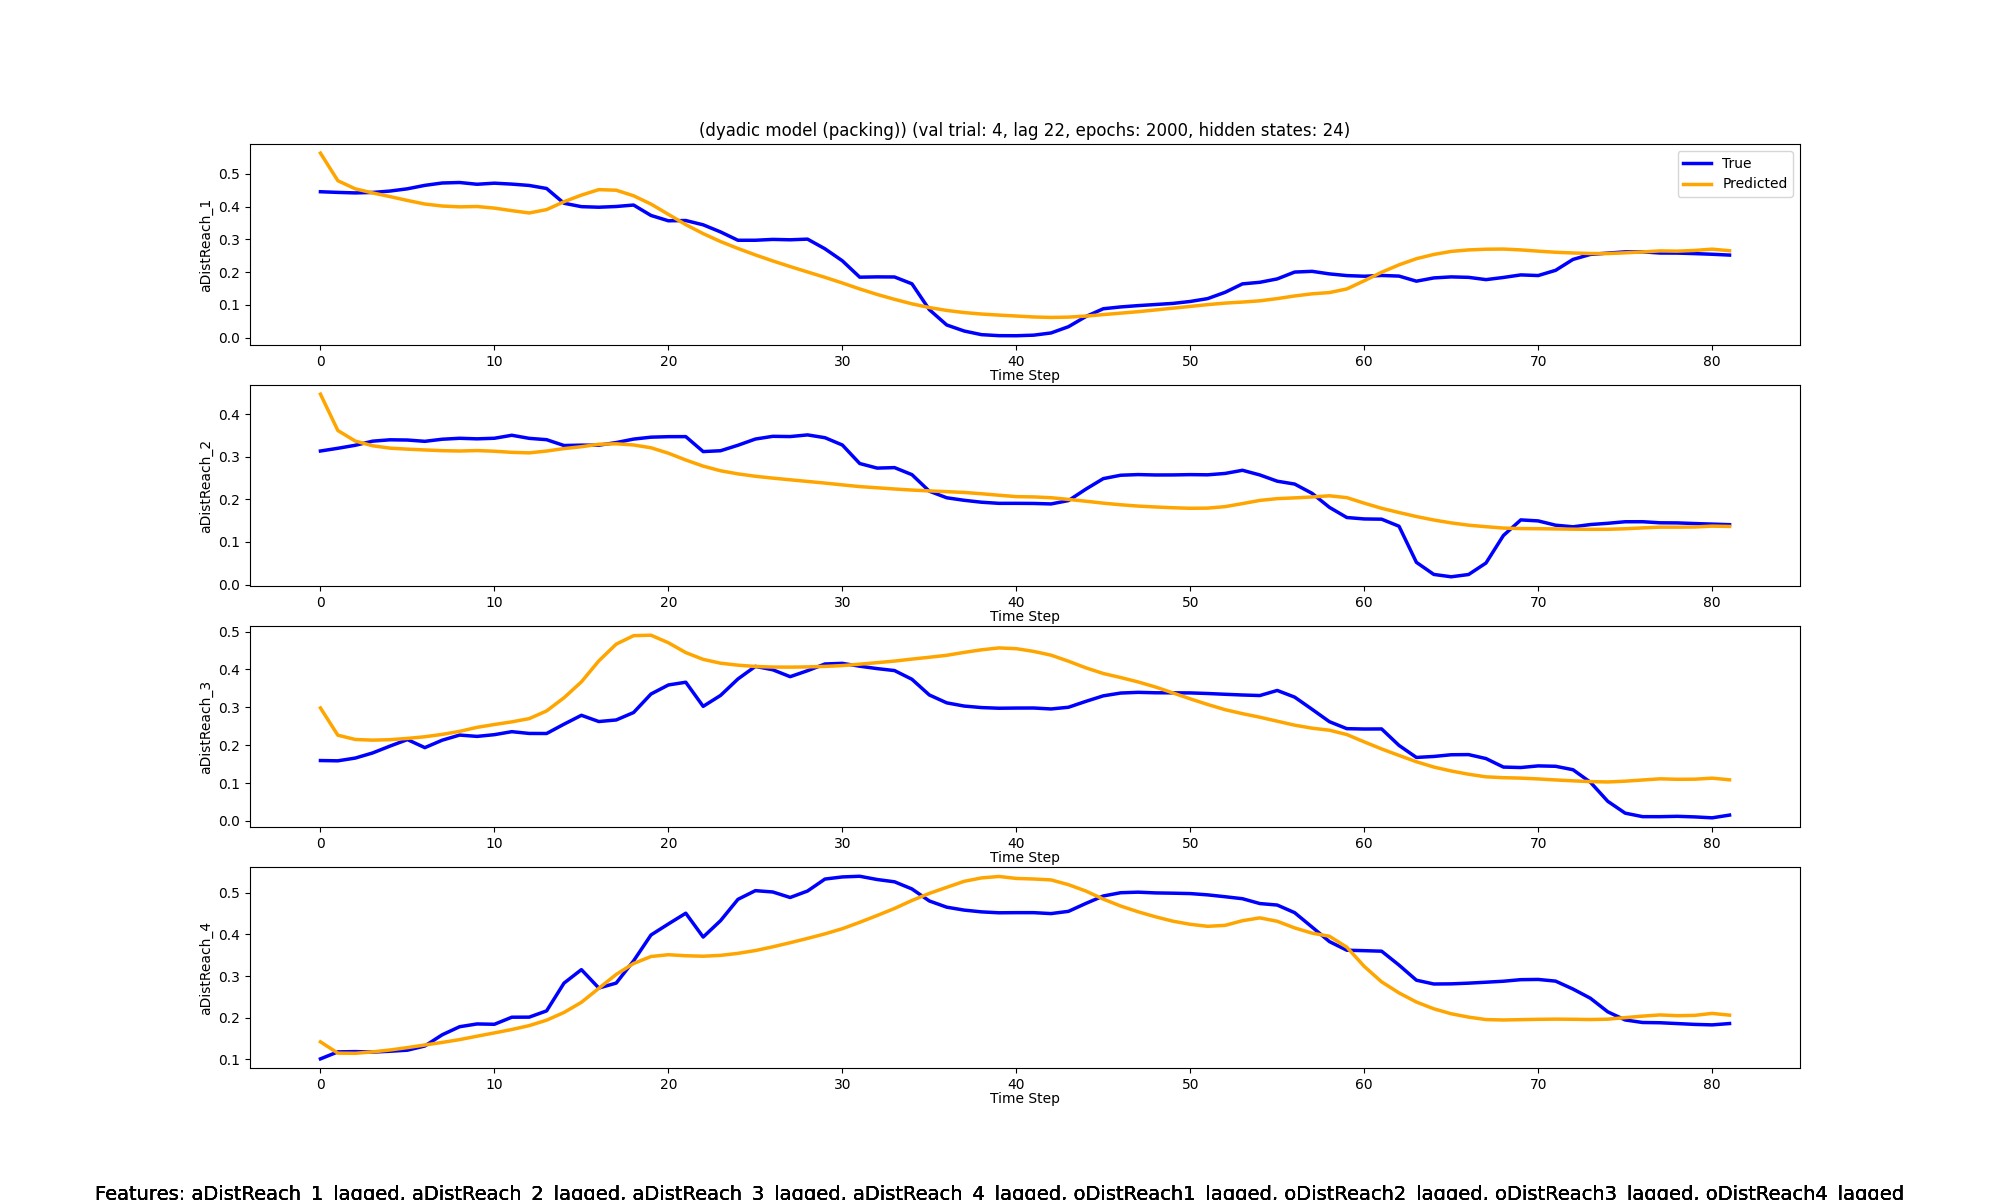 (dyadic model (packing)) (val trial: 4, lag 22, epochs: 2000, hidden states: 24)
True
Predicted
aDistReach_1
0.5
0.4
0.3
0.2
0.1
0.0
0 10 20 30 40 50 60 70 80
Time Step
aDistReach_2
0.4
0.3
0.2
0.1
0.0
0 10 20 30 40 50 60 70 80
Time Step
aDistReach_3
0.5
0.4
0.3
0.2
0.1
0.0
0 10 20 30 40 50 60 70 80
Time Step
aDistReach_4
0.5
0.4
0.3
0.2
0.1
0 10 20 30 40 50 60 70 80
Time Step
Features: aDistReach_1_lagged, aDistReach_2_lagged, aDistReach_3_lagged, aDistReach_4_lagged, oDistReach1_lagged, oDistReach2_lagged, oDistReach3_lagged, oDistReach4_lagged